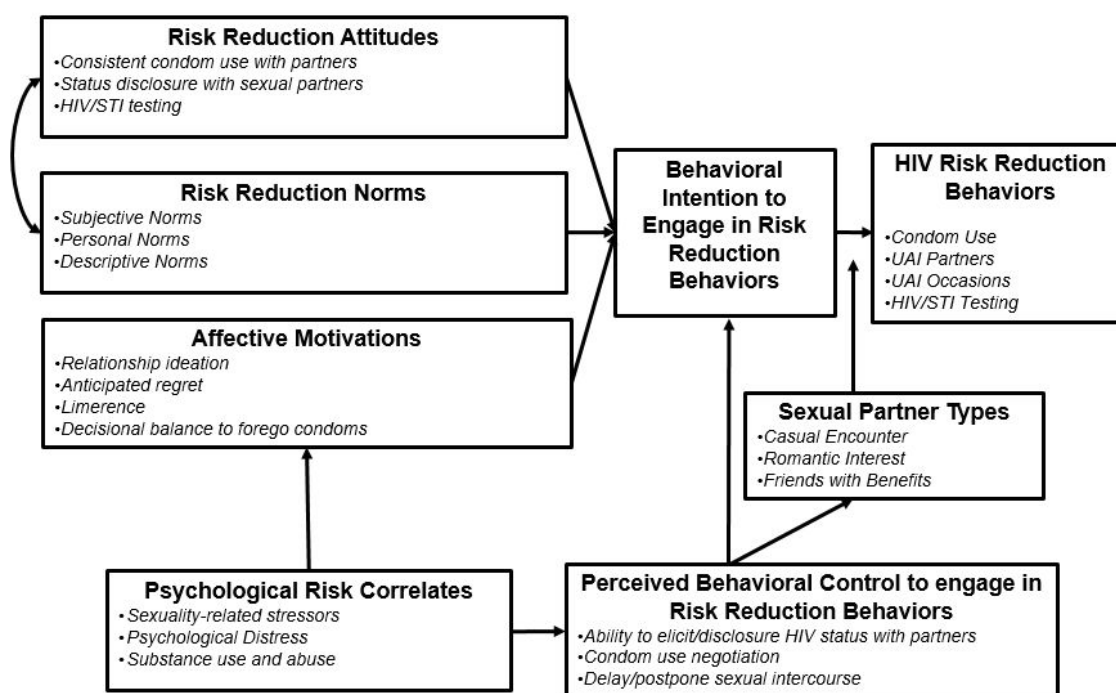 Risk Reduction Attitudes
•Consistent condom use with partners
•Status disclosure with sexual partners
•HIV/STI testing
Risk Reduction Norms
•Subjective Norms
•Personal Norms
•Descriptive Norms
Affective Motivations
•Relationship ideation
•Anticipated regret
•Limerence
•Decisional balance to forego condoms
Behavioral
Intention to
Engage in Risk
Reduction
Behaviors
HIV Risk Reduction
Behaviors
•Condom Use
•UAI Partners
•UAI Occasions
•HIV/STI Testing
Sexual Partner Types
•Casual Encounter
•Romantic Interest
•Friends with Benefits
Psychological Risk Correlates
•Sexuality-related stressors
•Psychological Distress
•Substance use and abuse
Perceived Behavioral Control to engage in
Risk Reduction Behaviors
•Ability to elicit/disclosure HIV status with partners
•Condom use negotiation
•Delay/postpone sexual intercourse